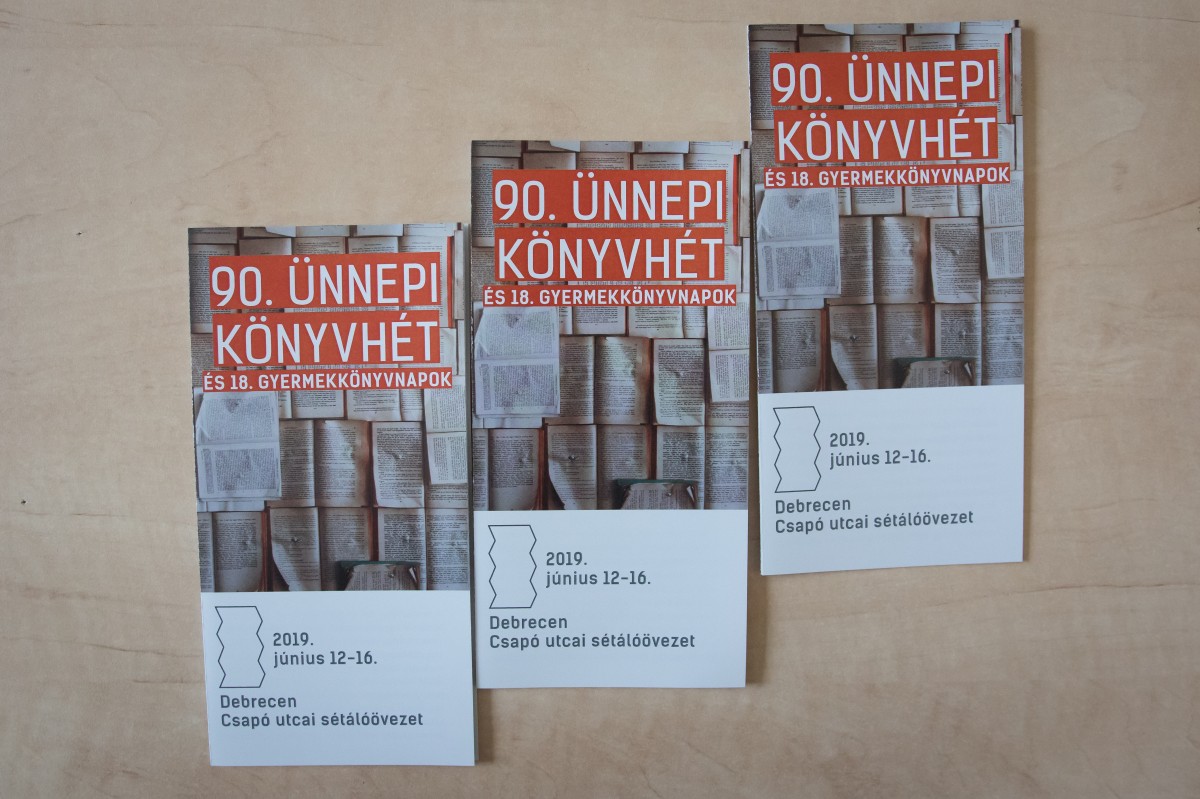 90. ÜNNEPI
KÖNYVHÉT
ÉS 18. GYERMEKKÖNYVNAPOK
2019.
június 12-16.
Debrecen
Csapó utcai sétálóövezet
90. ÜNNEPI
KÖNYVHÉT
ÉS 18. GYERMEKKÖNYVNAPOK
2019.
június 12-16.
Debrecen
Csapó utcai sétálóövezet
90. ÜNNEPI
KÖNYVHÉT
ÉS 18. GYERMEKKÖNYVNAPOK
2019.
június 12-16.
Debrecen
Csapó utcai sétálóövezet